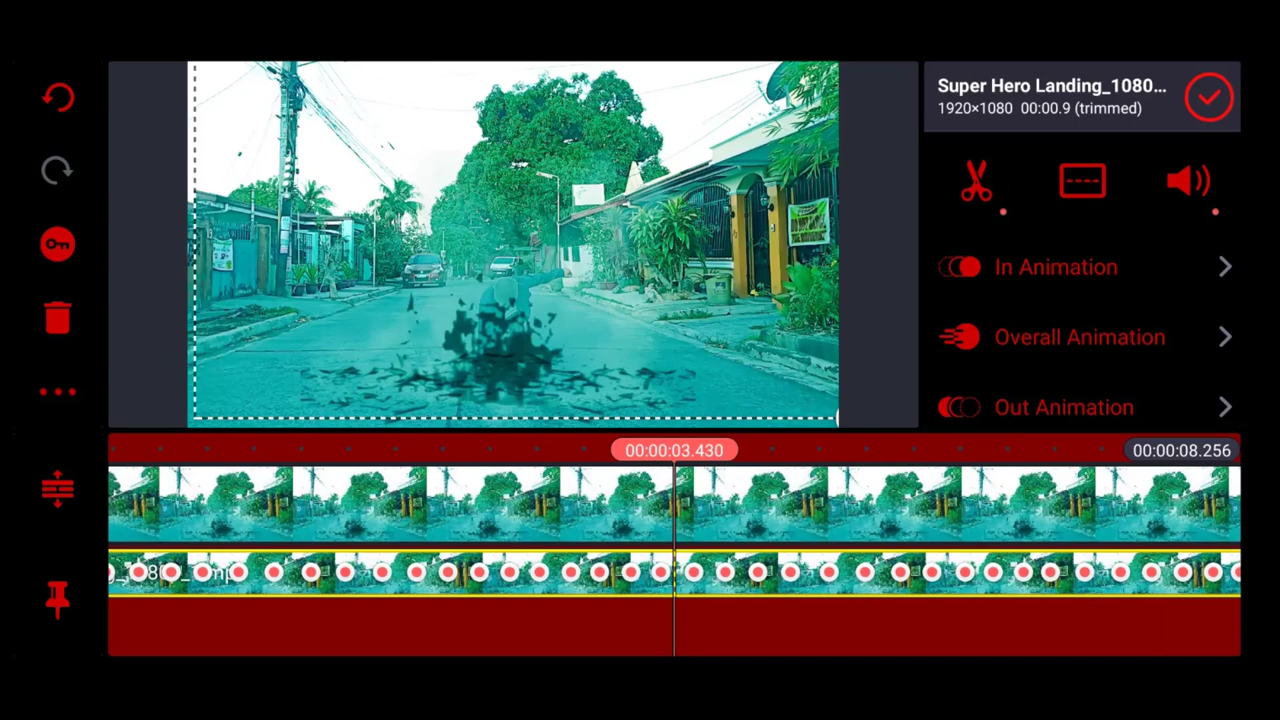 Super Hero Landing_1080...
1920×1080 00:00.9 (trimmed)
In Animation
Overall Animation
Out Animation
00:00:03.430
00:00:08.256